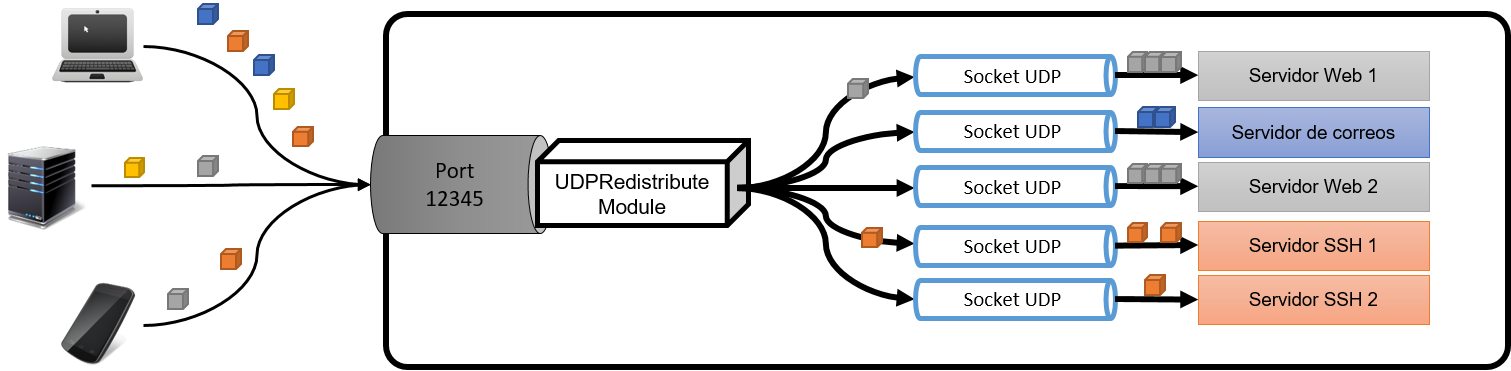 Port
12345
UDPRedistribute
Module
Socket UDP
Servidor Web 1
Socket UDP
Servidor de correos
Socket UDP
Servidor Web 2
Socket UDP
Servidor SSH 1
Socket UDP
Servidor SSH 2